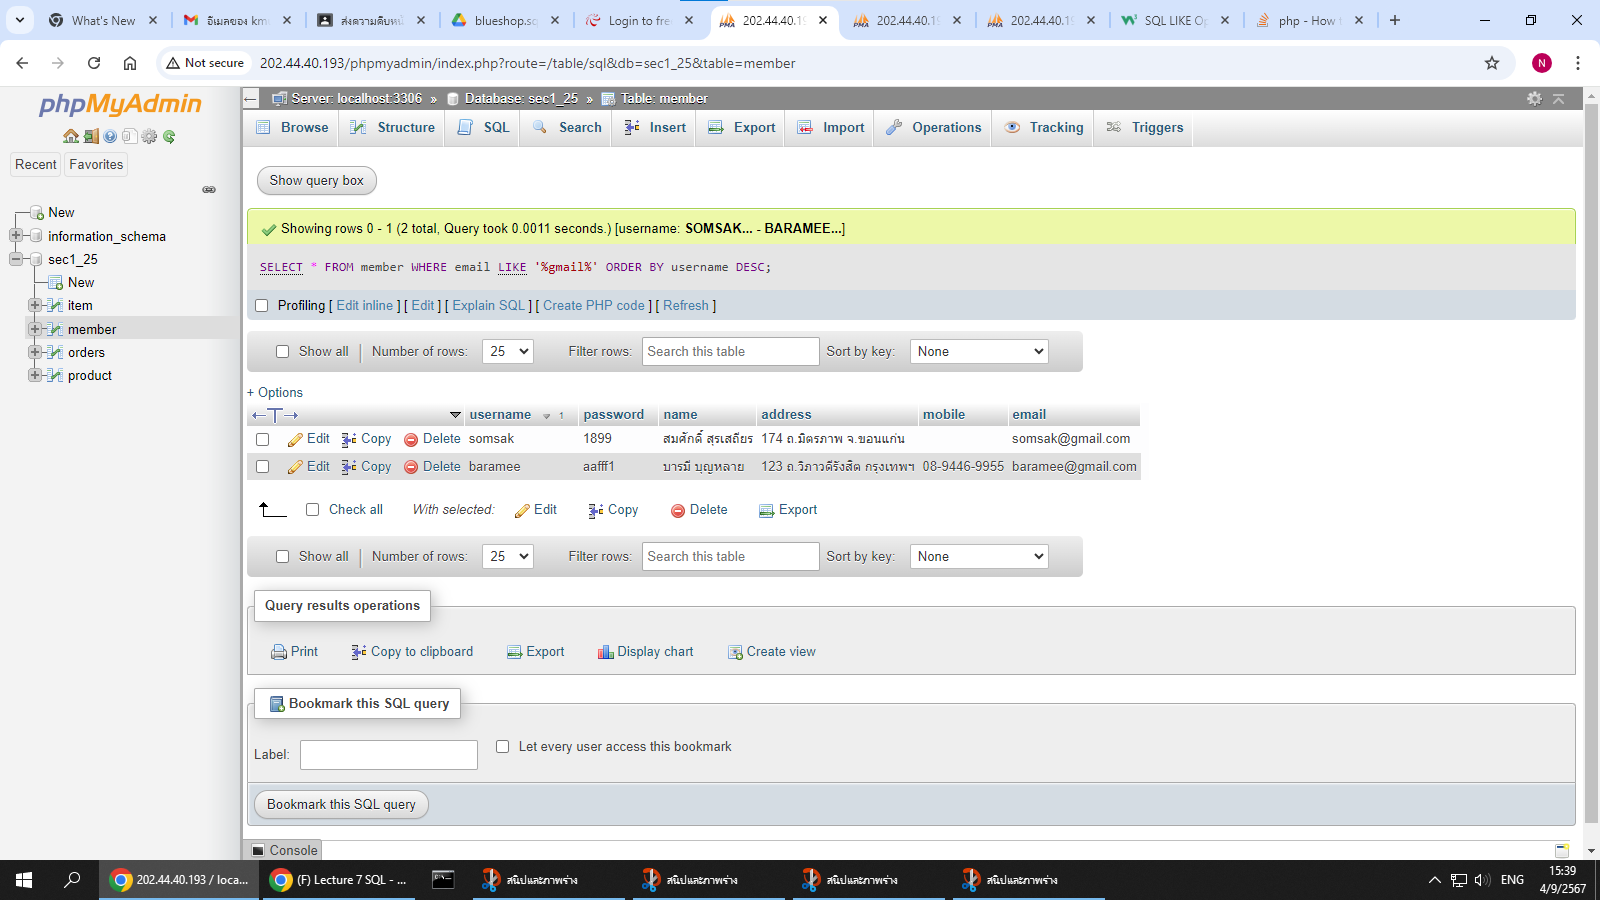 What's New
อีเมลของ km
ส่งความคืบหน้
blueshop.sq
Login to free
202.44.40.19
202.44.40.19
202.44.40.19
SQL LIKE Op
php - How
Not secure
202.44.40.193/phpmyadmin/index.php?route=/table/sql&db=sec1_25&table=member
N
phpMyAdmin
Recent
Favorites
New
information_schema
sec1_25
New
item
member
orders
product
Server: localhost:3306 » Database: sec1_25 » Table: member
Browse
Structure
SQL
Search
Insert
Export
Import
Operations
Tracking
Triggers
Show query box
Showing rows 0 - 1 (2 total, Query took 0.0011 seconds.) [username: SOMSAK... - BARAMEE...]
SELECT * FROM member WHERE email LIKE '%gmail%' ORDER BY username DESC;
Profiling [ Edit inline ] [ Edit ] [ Explain SQL ] [ Create PHP code ] [ Refresh ]
Show all Number of rows: 25 Filter rows: Search this table Sort by key: None
+ Options
username 1 password name address mobile email
Edit Copy Delete somsak 1899 สมศักดิ์ สุรเสถียร 174 ถ.มิตรภาพ จ.ขอนแก่น somsak@gmail.com
Edit Copy Delete baramee aafff1 บารมี บุญหลาย 123 ถ.วิภาวดีรังสิต กรุงเทพฯ 08-9446-9955 baramee@gmail.com
Check all With selected: Edit Copy Delete Export
Show all Number of rows: 25 Filter rows: Search this table Sort by key: None
Query results operations
Print Copy to clipboard Export Display chart Create view
Bookmark this SQL query
Label: Let every user access this bookmark
Bookmark this SQL query
Console
202.44.40.193 / loca...
(F) Lecture 7 SQL - ...
สนิปและภาพร่าง
สนิปและภาพร่าง
สนิปและภาพร่าง
สนิปและภาพร่าง
ENG
15:39
4/9/2567